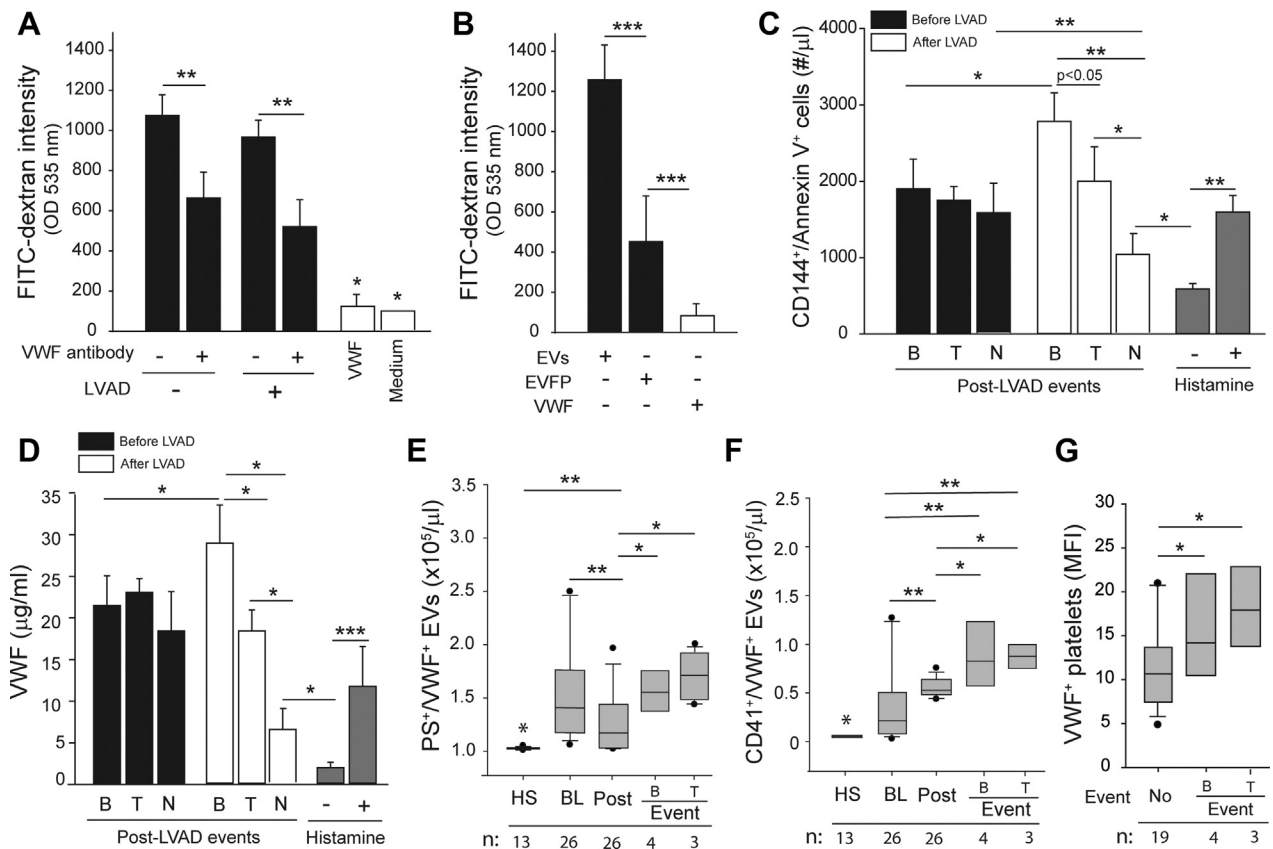 A
FITC-dextran intensity
(OD 535 nm)
1400
1200
1000
800
600
400
200
0
**
**
*
*
VWF antibody
- + - +
LVAD
- +
VWF
Medium
B
FITC-dextran intensity
(OD 535 nm)
1400
1200
1000
800
600
400
200
0
***
***
EVs + - -
EVFP - + -
VWF - - +
C
Before LVAD
After LVAD
CD144⁺/Annexin V⁺ cells (#/µl)
4000
3000
2000
1000
0
**
**
*
p<0.05
*
*
**
B T N B T N - +
Post-LVAD events
Histamine
D
Before LVAD
After LVAD
VWF (µg/ml)
35
30
25
20
15
10
5
0
*
*
*
*
*
***
B T N B T N - +
Post-LVAD events
Histamine
E
PS⁺/VWF⁺ EVs (x10⁵/µl)
3.5
3.0
2.5
2.0
1.5
1.0
**
*
*
**
*
HS BL Post B T
Event
n: 13 26 26 4 3
F
CD41⁺/VWF⁺ EVs (x10⁵/µl)
2.5
2.0
1.5
1.0
0.5
0
**
**
*
*
**
*
HS BL Post B T
Event
n: 13 26 26 4 3
G
VWF⁺ platelets (MFI)
30
25
20
15
10
5
0
*
*
Event No B T
Event
n: 19 4 3